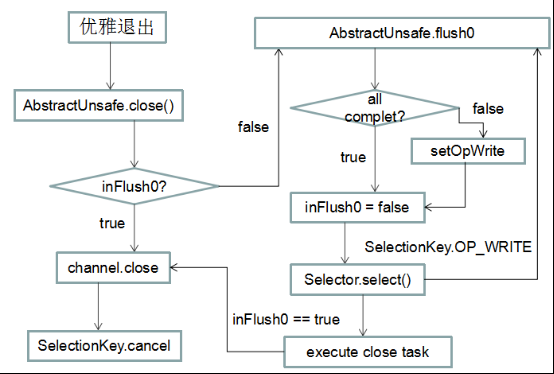 优雅退出
AbstractUnsafe.flush0
AbstractUnsafe.close()
all
complet?
false
false
setOpWrite
true
inFlush0?
inFlush0 = false
true
SelectionKey.OP_WRITE
channel.close
Selector.select()
inFlush0 == true
SelectionKey.cancel
execute close task